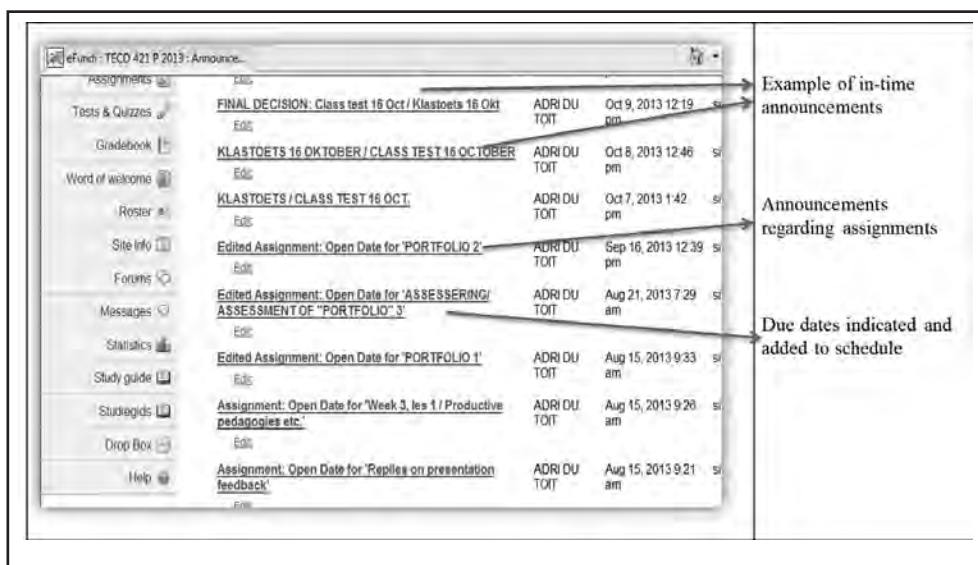 eFundi : TECO 421 P 2013 : Announce...
Assignments
Edit
Tests & Quizzes
Gradebook
Word of welcome
Roster
Site Info
Forums
Messages
Statistics
Study guide
Studiegids
Drop Box
Help
FINAL DECISION: Class test 16 Oct / Klastoets 16 Okt
ADRI DU
TOIT
Oct 9, 2013 12:19
pm
Edit
KLASTOETS 16 OKTOBER / CLASS TEST 16 OCTOBER
ADRI DU
TOIT
Oct 8, 2013 12:46
pm
Edit
KLASTOETS / CLASS TEST 16 OCT.
ADRI DU
TOIT
Oct 7, 2013 1:42
pm
Edit
Edited Assignment: Open Date for 'PORTFOLIO 2'
ADRI DU
TOIT
Sep 16, 2013 12:39
pm
Edit
Edited Assignment: Open Date for 'ASSESSERING/
ASSESSMENT OF "PORTFOLIO" 3'
ADRI DU
TOIT
Aug 21, 2013 7:29
am
Edit
Edited Assignment: Open Date for 'PORTFOLIO 1'
ADRI DU
TOIT
Aug 15, 2013 9:33
am
Edit
Assignment: Open Date for 'Week 3, les 1 / Productive
pedagogies etc.'
ADRI DU
TOIT
Aug 15, 2013 9:26
am
Edit
Assignment: Open Date for 'Replies on presentation
feedback'
ADRI DU
TOIT
Aug 15, 2013 9:21
am
Edit
Example of in-time
announcements
Announcements
regarding assignments
Due dates indicated and
added to schedule